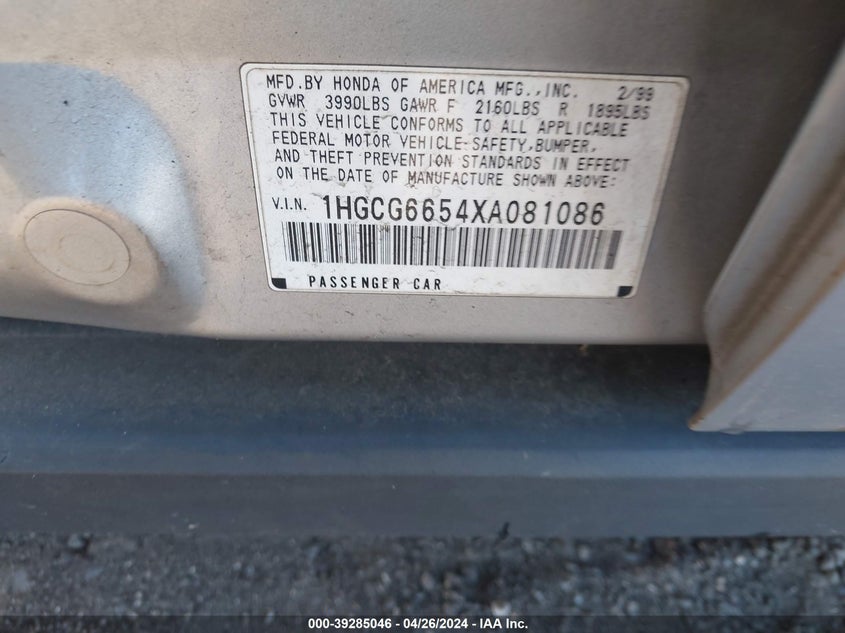 MFD.BY HONDA OF AMERICA MFG.,INC. 2/99
GVWR 3990LBS GAWR F 2160LBS R 1895LBS
THIS VEHICLE CONFORMS TO ALL APPLICABLE
FEDERAL MOTOR VEHICLE-SAFETY,BUMPER,
AND THEFT PREVENTION STANDARDS IN EFFECT
ON THE DATE OF MANUFACTURE SHOWN ABOVE:
V.I.N. 1HGCG6654XA081086
PASSENGER CAR
000-39285046 - 04/26/2024 - IAA Inc.